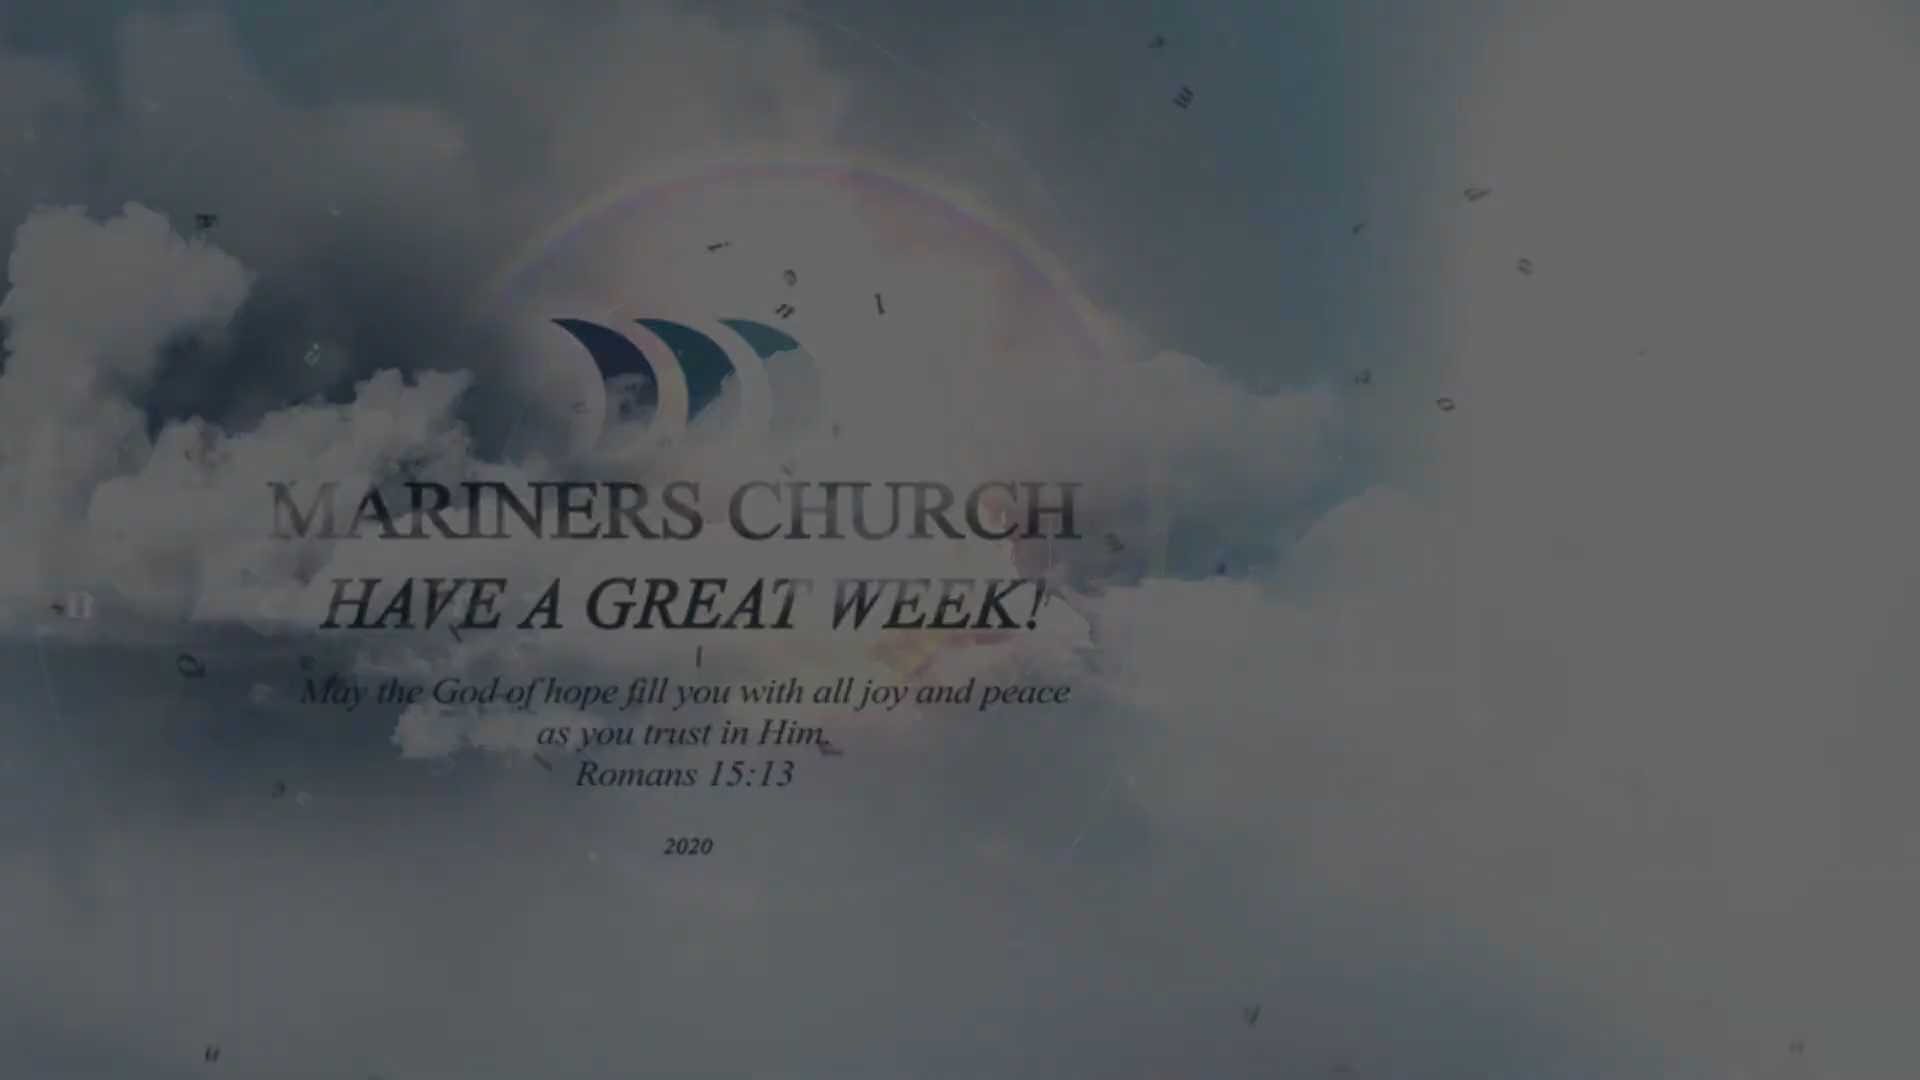 MARINERS CHURCH
HAVE A GREAT WEEK!
May the God of hope fill you with all joy and peace
as you trust in Him.
Romans 15:13
2020